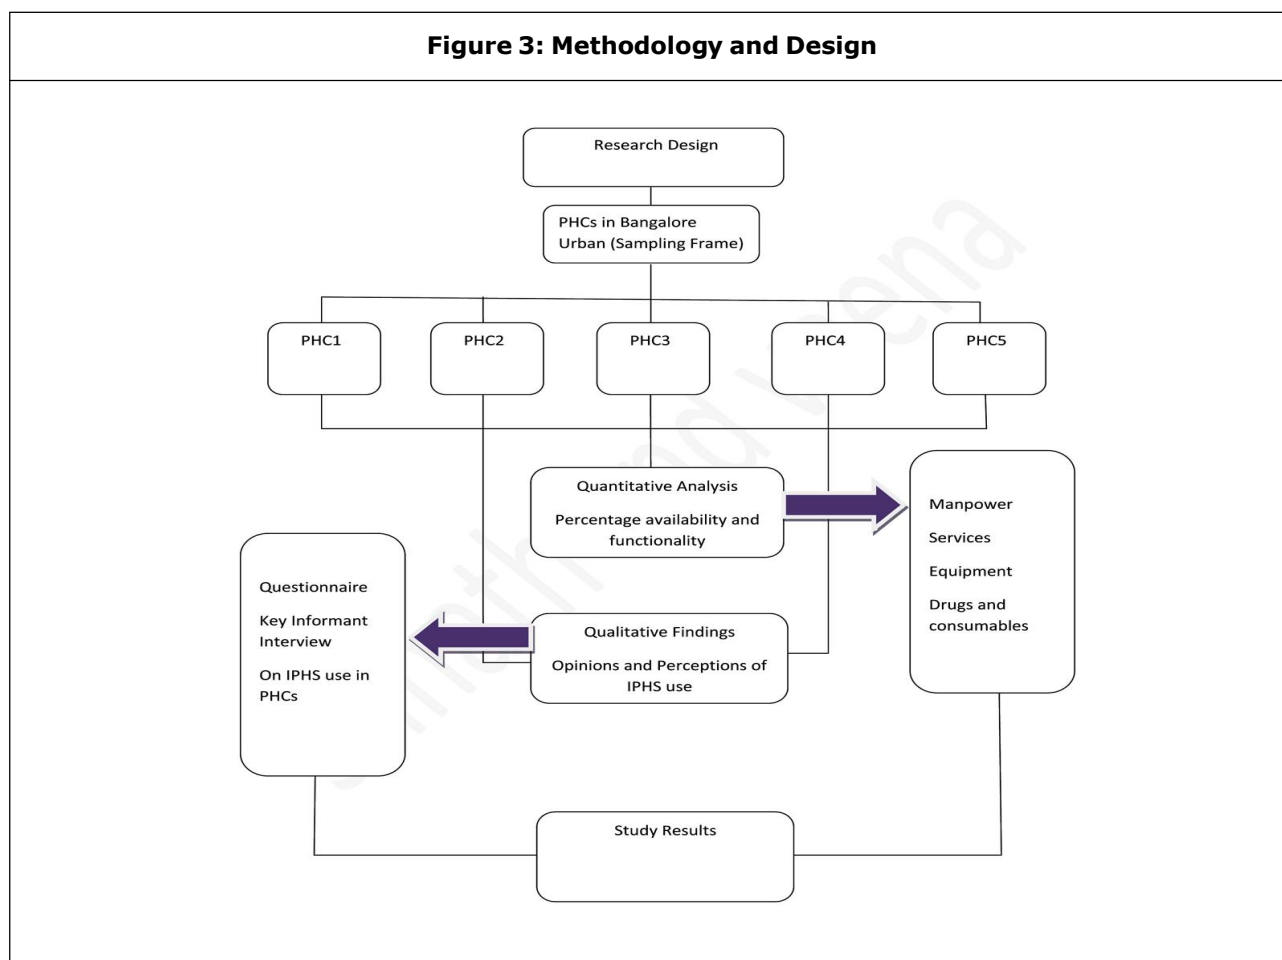 Figure 3: Methodology and Design
Research Design
PHCs in Bangalore
Urban (Sampling Frame)
PHC1
PHC2
PHC3
PHC4
PHC5
Quantitative Analysis
Percentage availability and
functionality
Manpower
Services
Equipment
Drugs and
consumables
Questionnaire
Key Informant
Interview
On IPHS use in
PHCs
Qualitative Findings
Opinions and Perceptions of
IPHS use
Study Results